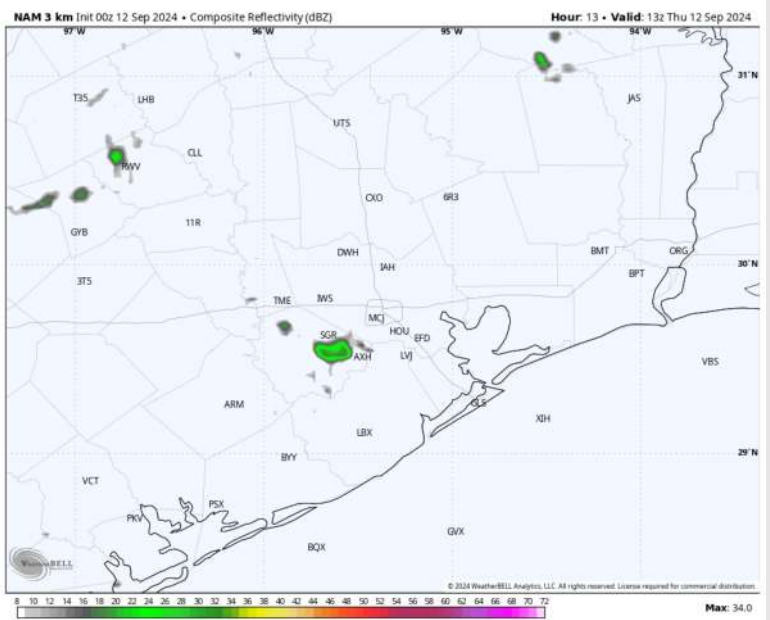 NAM 3 km Init 00z 12 Sep 2024 • Composite Reflectivity (dBZ) Hour: 13 • Valid: 13z Thu 12 Sep 2024
97°W 96°W 95°W 94°W
31°N
T35 LHB JAS
UTS
CLL
RWV
OXO 6R3
11R
GYB
DWH BMT ORG
IAH 30°N
BPT
3T5
TME IWS
MCJ
SGR HOU EFD
AXH LVJ
VBS
ARM GLS
XIH
LBX
BYY 29°N
VCT
PSX
PKV
GVX
BQX
WEATHERBELL
© 2024 WeatherBELL Analytics, LLC. All rights reserved. License required for commercial distribution.
8 10 12 14 16 18 20 22 24 26 28 30 32 34 36 38 40 42 44 46 48 50 52 54 56 58 60 62 64 66 68 70 72
Max: 34.0